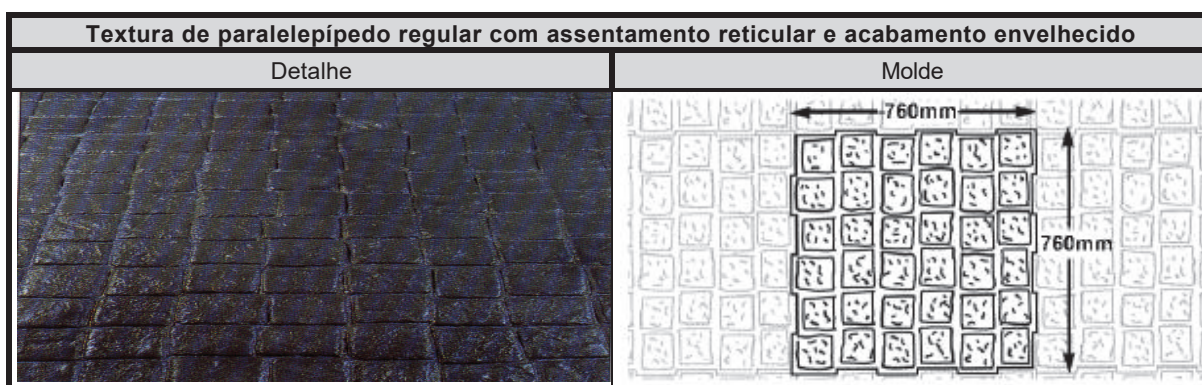 Textura de paralelepípedo regular com assentamento reticular e acabamento envelhecido
Detalhe
Molde
760mm
760mm